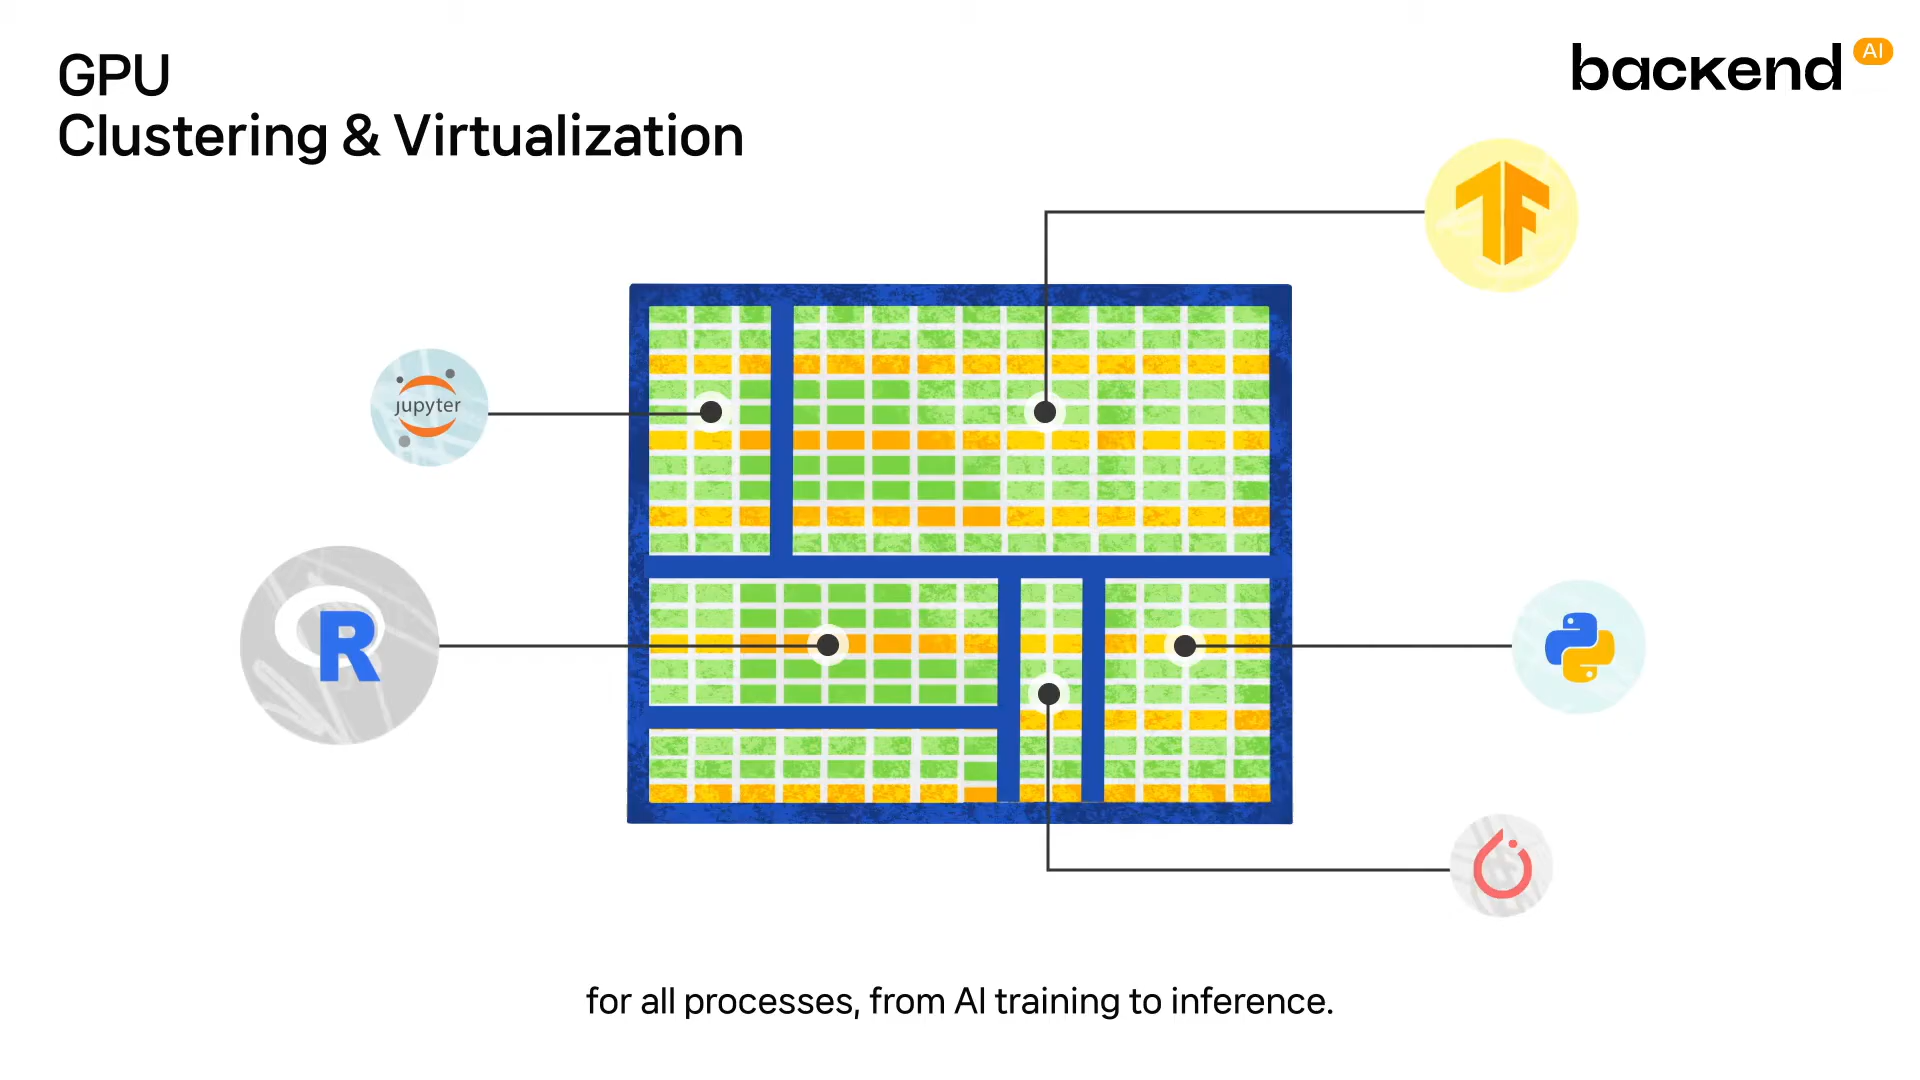 GPU
Clustering & Virtualization
backend AI
jupyter
R
for all processes, from AI training to inference.